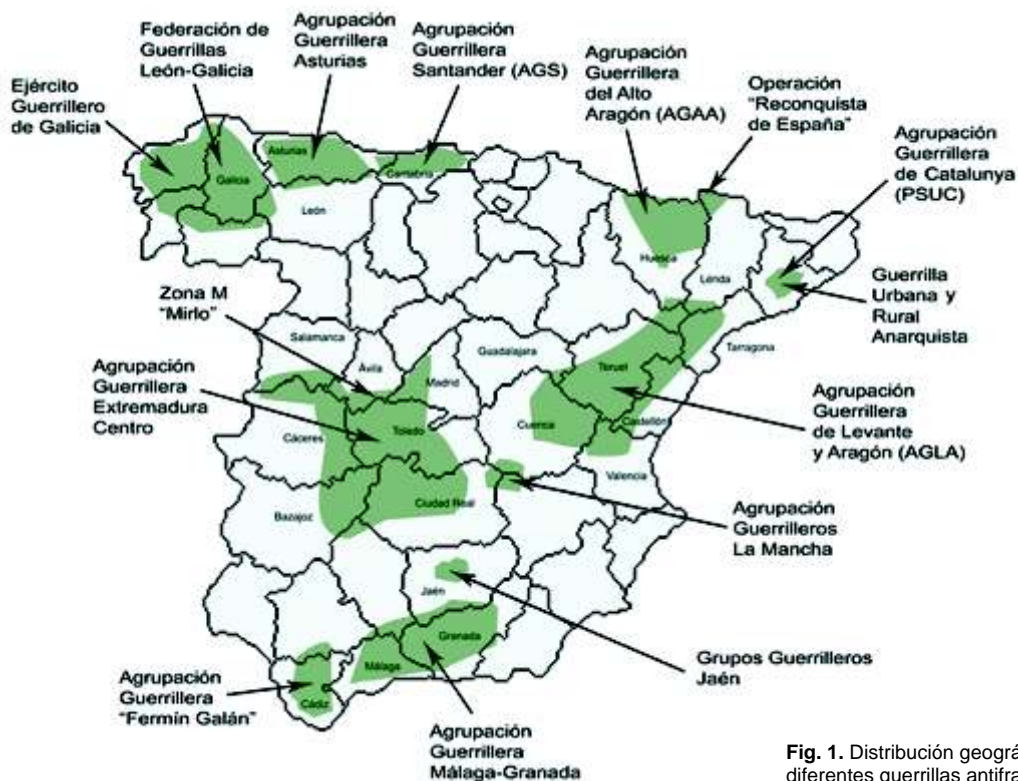 Federación de
Guerrillas
León-Galicia
Agrupación
Guerrillera
Asturias
Agrupación
Guerrillera
Santander (AGS)
Agrupación
Guerrillera
del Alto
Aragón (AGAA)
Operación
"Reconquista
de España"
Ejército
Guerrillero
de Galicia
Agrupación
Guerrillera
de Catalunya
(PSUC)
Asturias
Cantabria
Galicia
León
Huesca
Lérida
Guerrilla
Urbana y
Rural
Anarquista
Zona M
"Mirlo"
Salamanca
Ávila
Madrid
Guadalajara
Teruel
Tarragona
Agrupación
Guerrillera
Extremadura
Centro
Cáceres
Toledo
Cuenca
Castellón
Agrupación
Guerrillera
de Levante
y Aragón (AGLA)
Bazajoz
Ciudad Real
Valencia
Agrupación
Guerrilleros
La Mancha
Jaén
Granada
Málaga
Cádiz
Grupos Guerrilleros
Jaén
Agrupación
Guerrillera
"Fermín Galán"
Agrupación
Guerrillera
Málaga-Granada
Fig. 1. Distribución geográ
diferentes guerrillas antifra